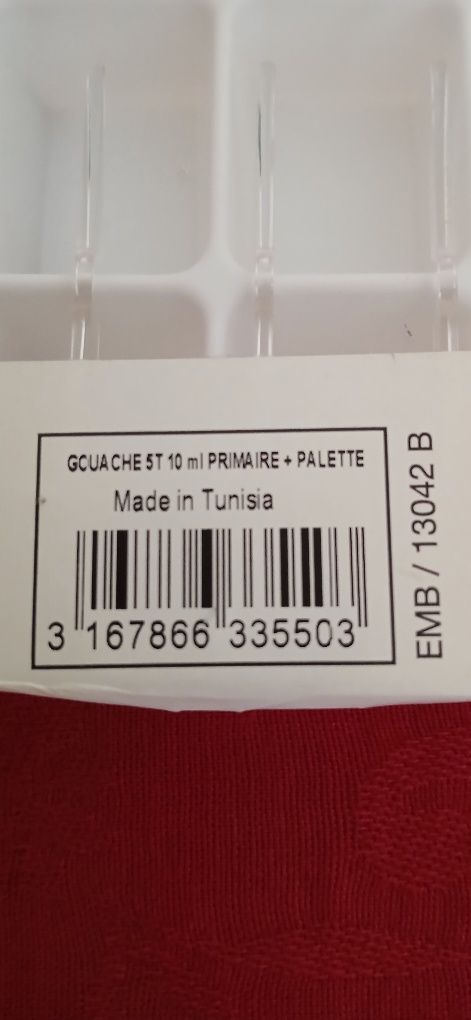 GCUACHE 5T 10 ml PRIMAIRE + PALETTE
Made in Tunisia
3 167866 335503
EMB / 13042 B